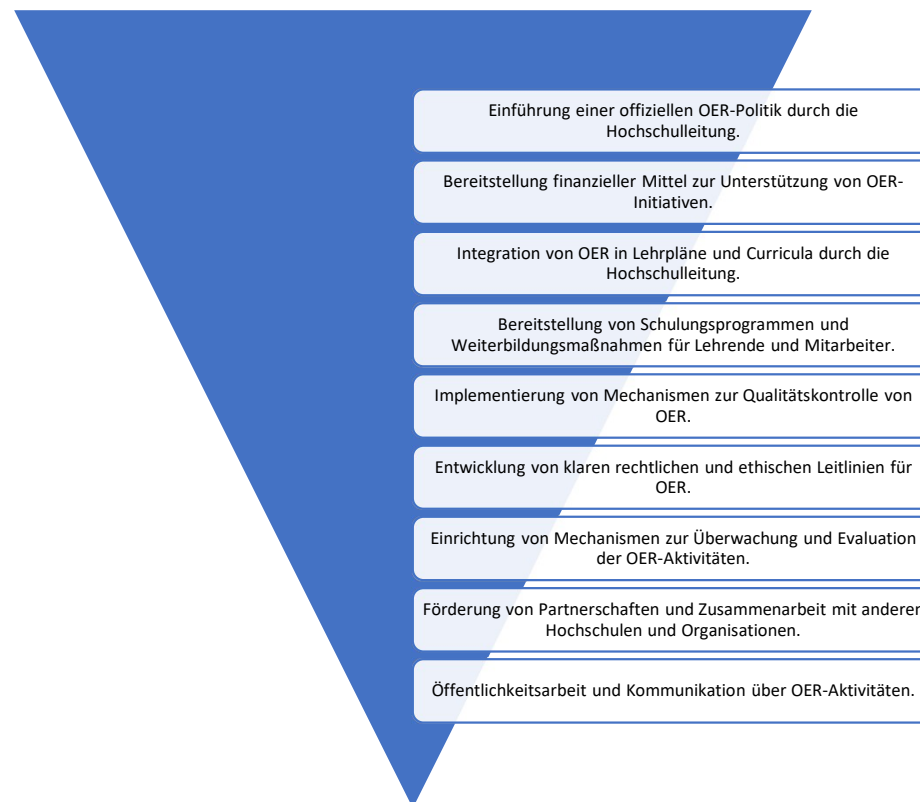 Einführung einer offiziellen OER-Politik durch die
Hochschulleitung.
Bereitstellung finanzieller Mittel zur Unterstützung von OER-
Initiativen.
Integration von OER in Lehrpläne und Curricula durch die
Hochschulleitung.
Bereitstellung von Schulungsprogrammen und
Weiterbildungsmaßnahmen für Lehrende und Mitarbeiter.
Implementierung von Mechanismen zur Qualitätskontrolle von
OER.
Entwicklung von klaren rechtlichen und ethischen Leitlinien für
OER.
Einrichtung von Mechanismen zur Überwachung und Evaluation
der OER-Aktivitäten.
Förderung von Partnerschaften und Zusammenarbeit mit anderen
Hochschulen und Organisationen.
Öffentlichkeitsarbeit und Kommunikation über OER-Aktivitäten.